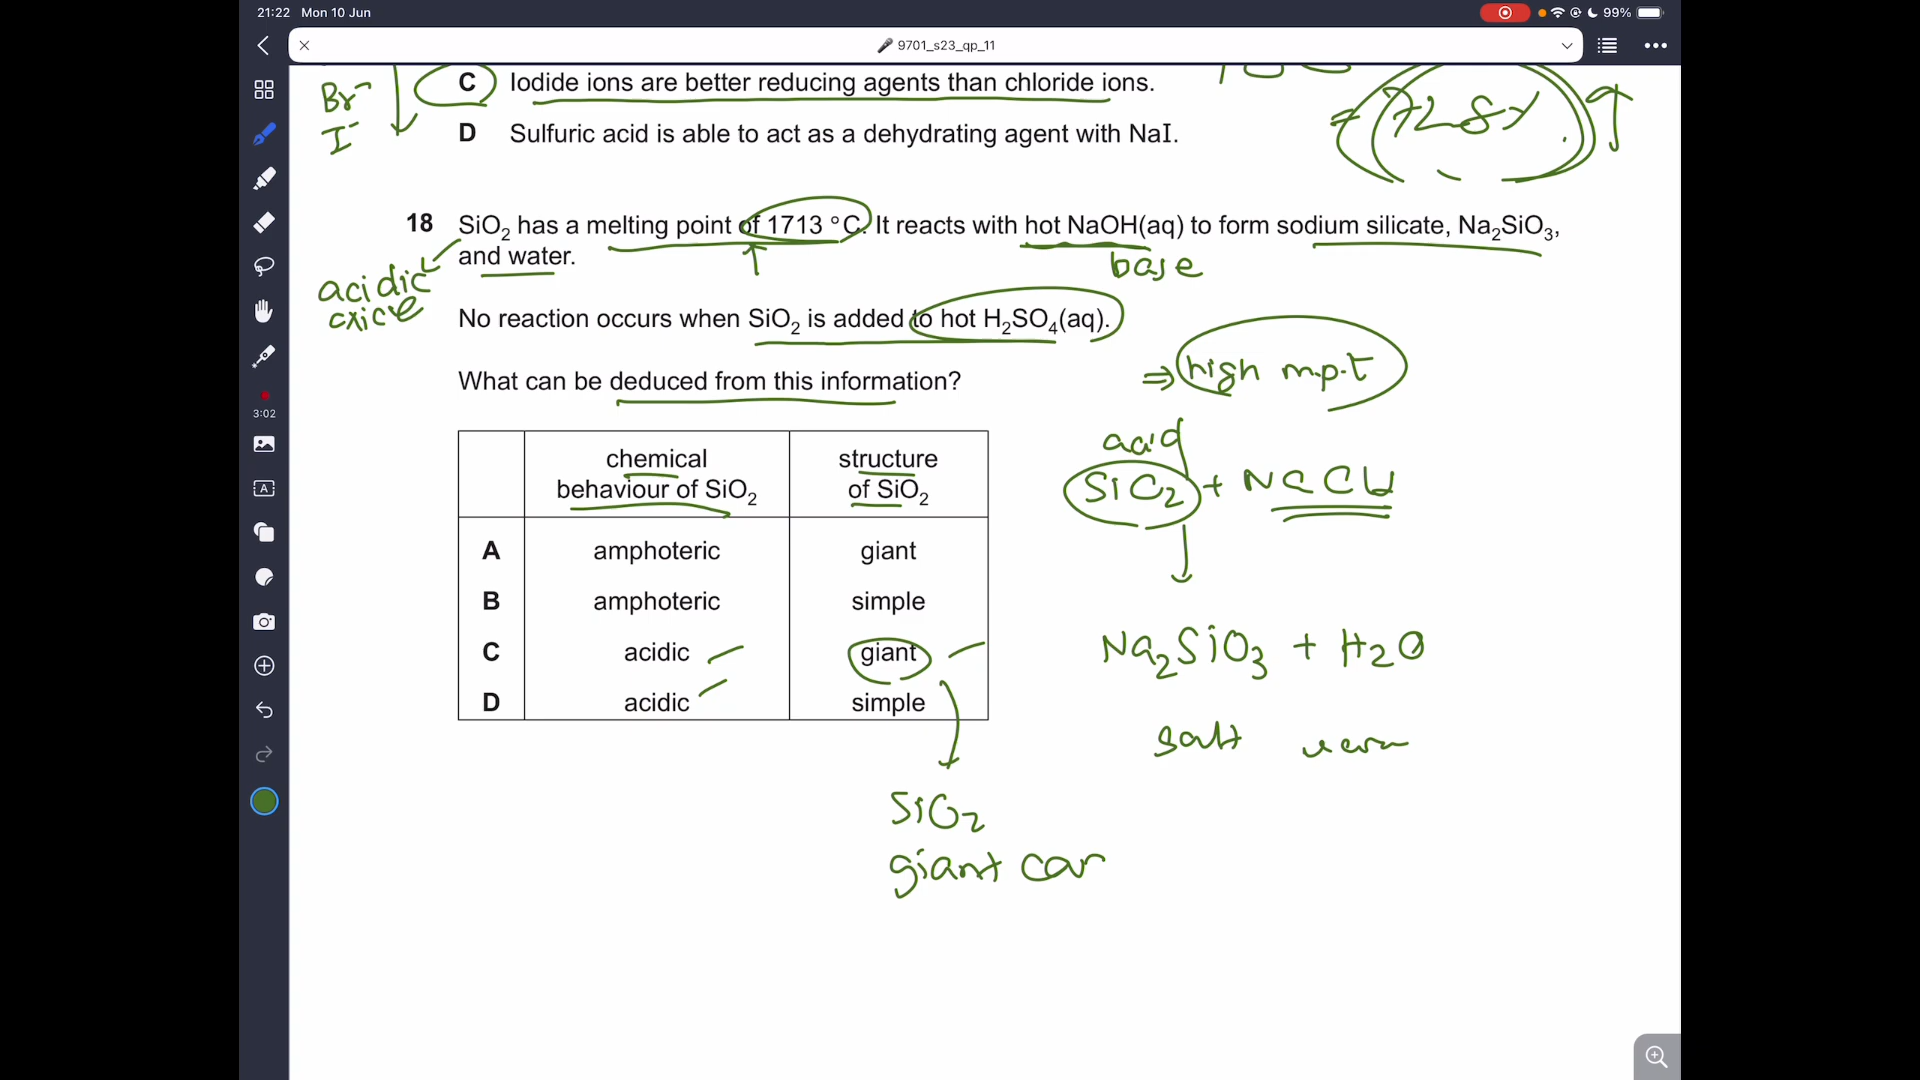 21:22 Mon 10 Jun
99%
9701_s23_qp_11
Br⁻
I⁻
C Iodide ions are better reducing agents than chloride ions.
D Sulfuric acid is able to act as a dehydrating agent with NaI.
18 SiO₂ has a melting point of 1713 °C. It reacts with hot NaOH(aq) to form sodium silicate, Na₂SiO₃,
and water.
base
acidic
No reaction occurs when SiO₂ is added to hot H₂SO₄(aq).
What can be deduced from this information?
⇒ high m.p.t
3:02
chemical structure
behaviour of SiO₂ of SiO₂
A amphoteric giant
B amphoteric simple
C acidic giant
D acidic simple
acid
SiO₂ +
Na₂SiO₃ + H₂O
salt
SiO₂
giant cov